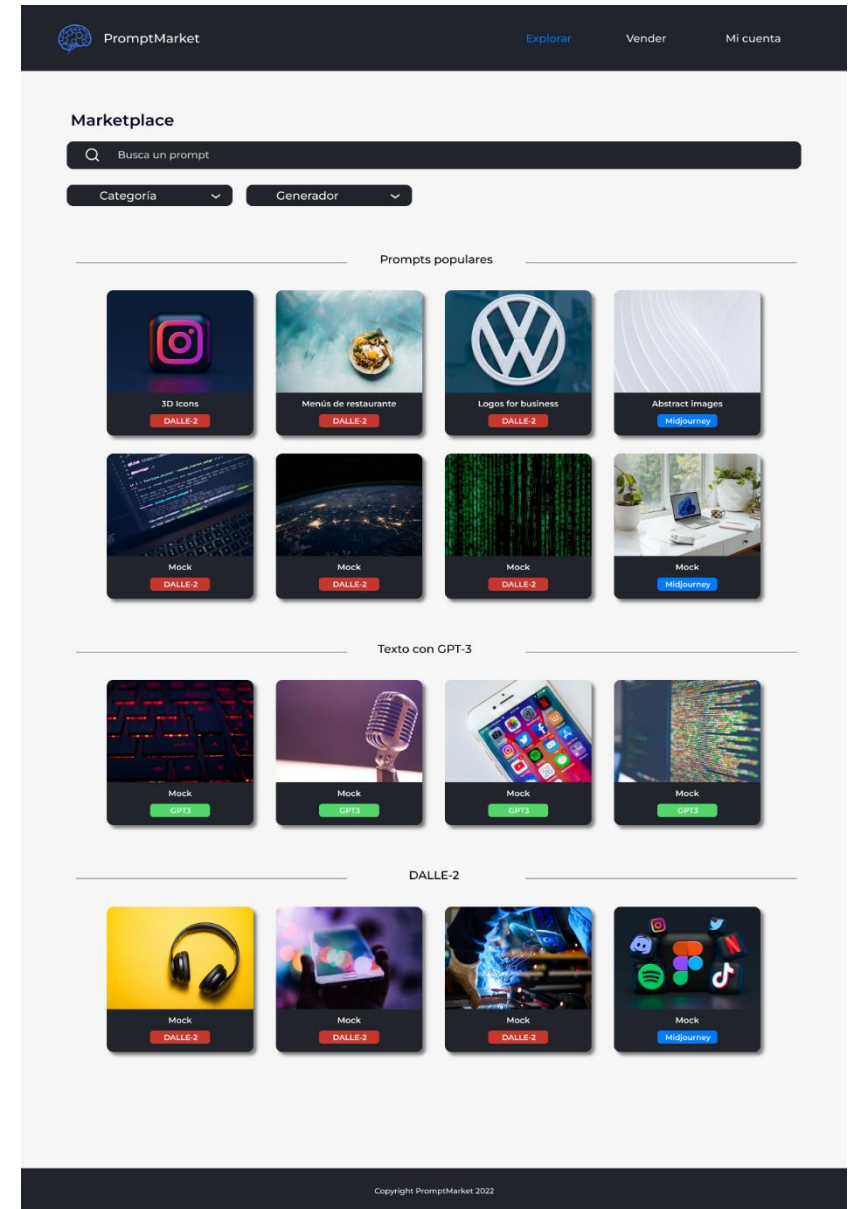 PromptMarket
Explorar
Vender
Mi cuenta
Marketplace
Busca un prompt
Categoría
Generador
Prompts populares
3D Icons
DALLE-2
Menús de restaurante
DALLE-2
Logos for business
DALLE-2
Abstract images
Midjourney
Mock
DALLE-2
Mock
DALLE-2
Mock
DALLE-2
Mock
Midjourney
Texto con GPT-3
Mock
GPT3
Mock
GPT3
Mock
GPT3
Mock
GPT3
DALLE-2
Mock
DALLE-2
Mock
DALLE-2
Mock
DALLE-2
Mock
Midjourney
Copyright PromptMarket 2022